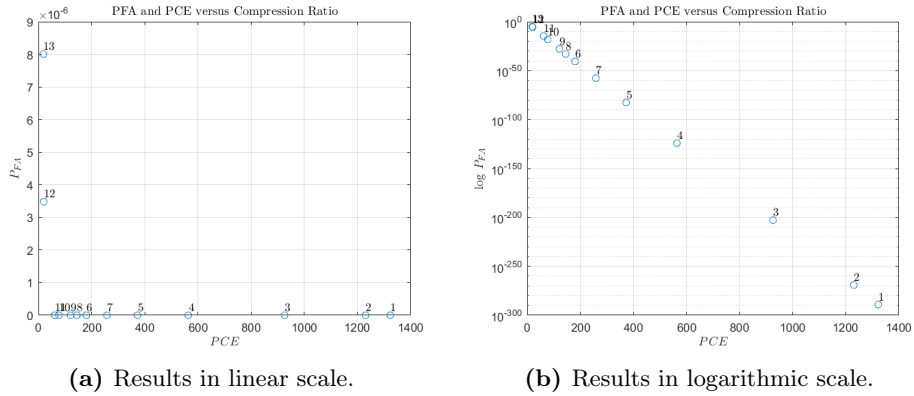 PFA and PCE versus Compression Ratio
9 ×10⁻⁶
8
7
6
5
4
3
2
1
0
P_FA
13
12
11 10 9 8 6 7 5 4 3 2 1
0 200 400 600 800 1000 1200 1400
PCE
(a) Results in linear scale.
PFA and PCE versus Compression Ratio
10⁰
10⁻⁵⁰
10⁻¹⁰⁰
10⁻¹⁵⁰
10⁻²⁰⁰
10⁻²⁵⁰
10⁻³⁰⁰
log P_FA
13 12
11 10
9 8
6
7
5
4
3
2
1
0 200 400 600 800 1000 1200 1400
PCE
(b) Results in logarithmic scale.